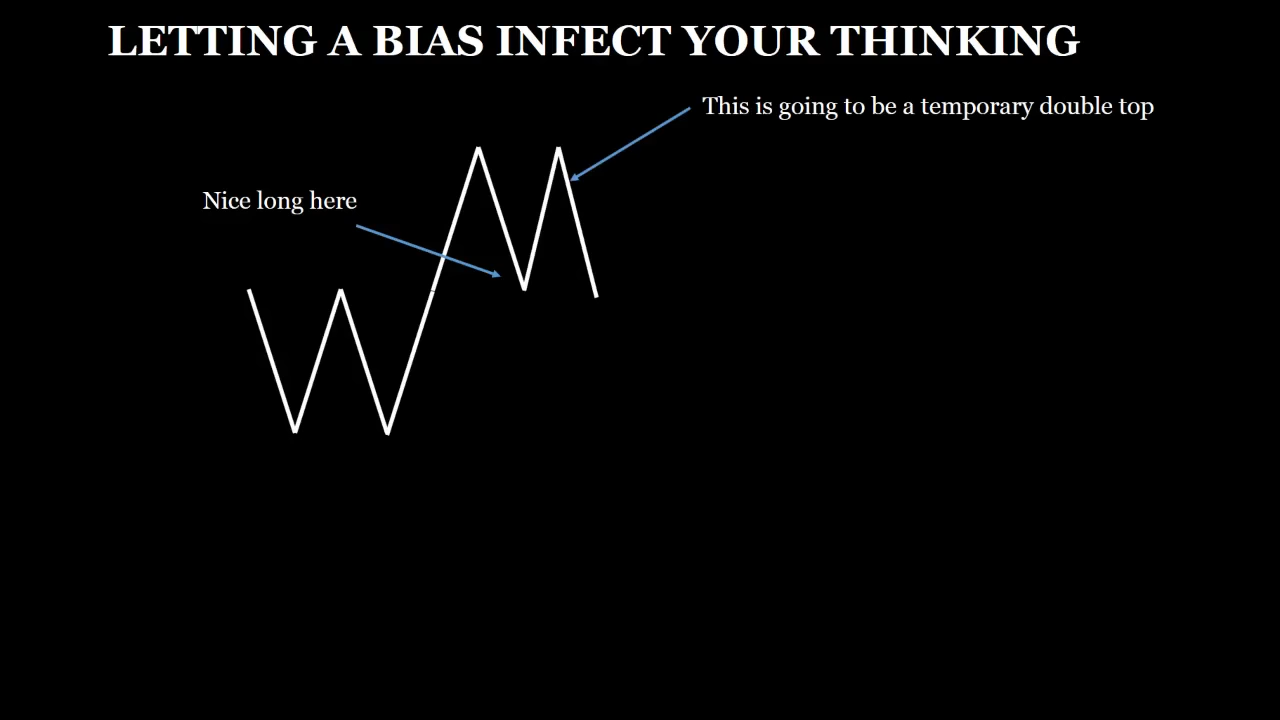 LETTING A BIAS INFECT YOUR THINKING
This is going to be a temporary double top
Nice long here